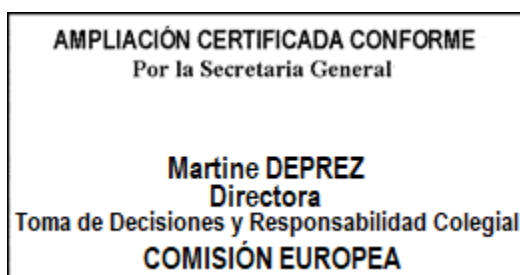 AMPLIACIÓN CERTIFICADA CONFORME
Por la Secretaria General
Martine DEPREZ
Directora
Toma de Decisiones y Responsabilidad Colegial
COMISIÓN EUROPEA